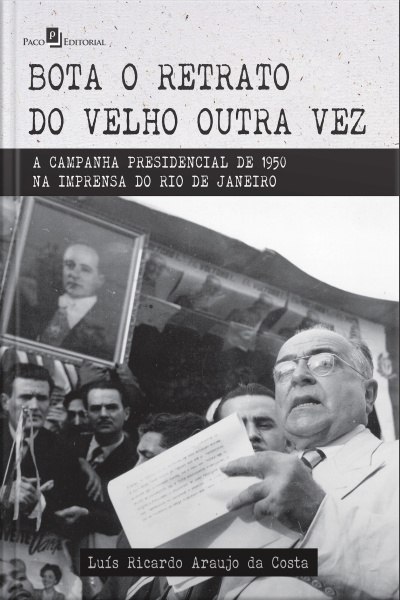 PACO EDITORIAL
BOTA O RETRATO
DO VELHO OUTRA VEZ
A CAMPANHA PRESIDENCIAL DE 1950
NA IMPRENSA DO RIO DE JANEIRO
Luís Ricardo Araujo da Costa